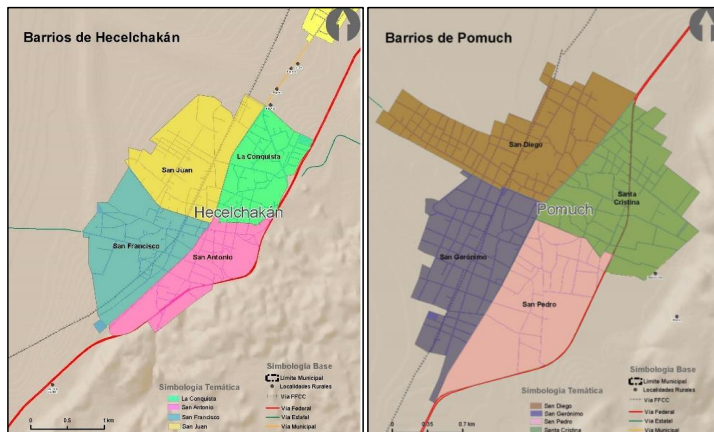 Barrios de Hecelchakán
San Juan
La Conquista
Hecelchakán
San Francisco
San Antonio
Simbología Temática
La Conquista
San Antonio
San Francisco
San Juan
Simbología Base
Límite Municipal
Localidades Rurales
Vía FFCC
Vía Federal
Vía Estatal
Vía Municipal
0 0.5 1 km
Barrios de Pomuch
San Diego
Santa
Cristina
Pomuch
San Gerónimo
San Pedro
Simbología Temática
San Diego
San Gerónimo
San Pedro
Santa Cristina
Simbología Base
Límite Municipal
Localidades Rurales
Vía FFCC
Vía Federal
Vía Estatal
Vía Municipal
0 0.35 0.7 km